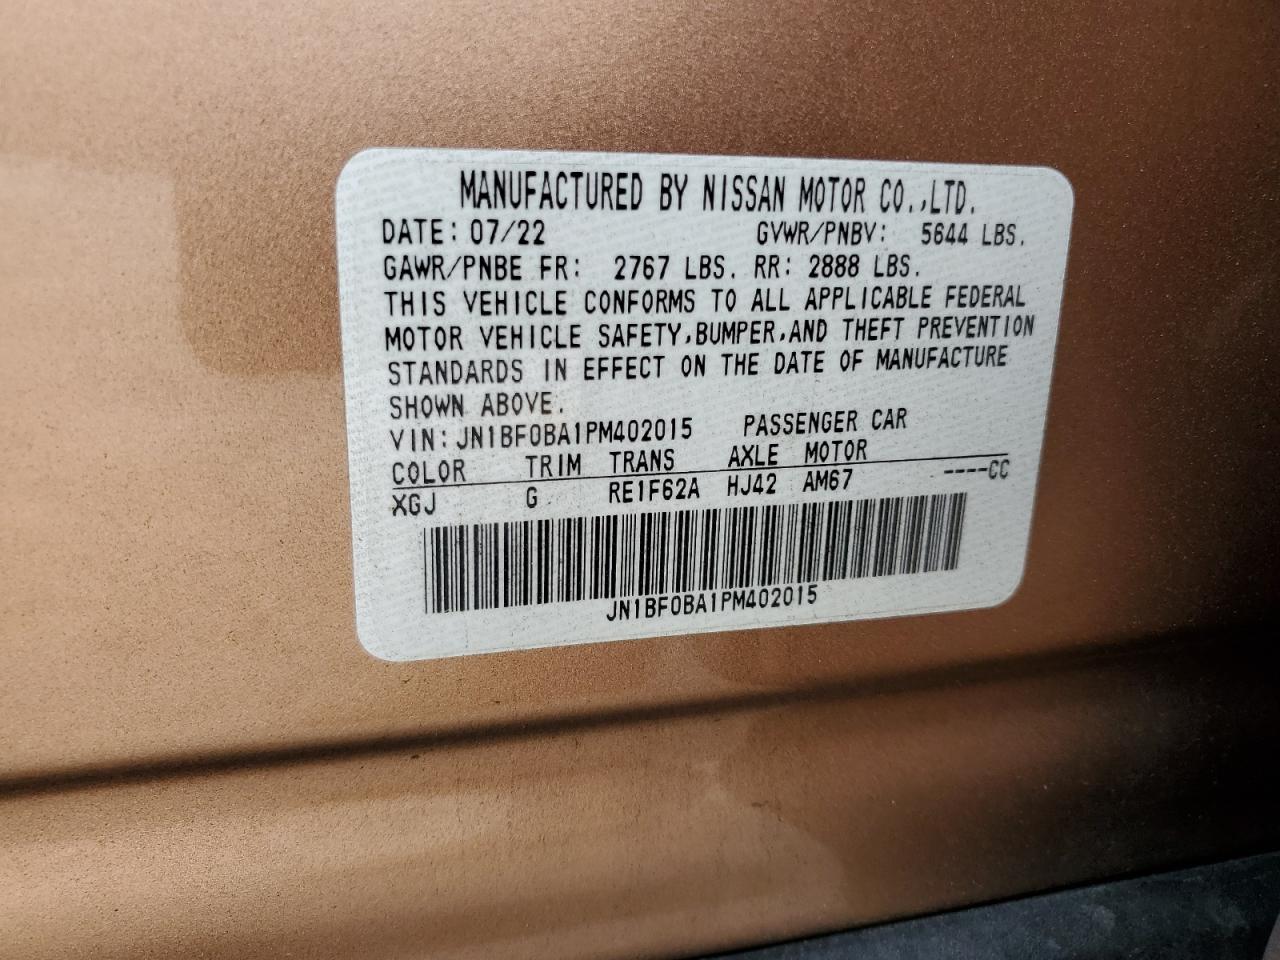 MANUFACTURED BY NISSAN MOTOR CO.,LTD.
DATE: 07/22 GVWR/PNBV: 5644 LBS.
GAWR/PNBE FR: 2767 LBS. RR: 2888 LBS.
THIS VEHICLE CONFORMS TO ALL APPLICABLE FEDERAL
MOTOR VEHICLE SAFETY,BUMPER,AND THEFT PREVENTION
STANDARDS IN EFFECT ON THE DATE OF MANUFACTURE
SHOWN ABOVE.
VIN:JN1BF0BA1PM402015 PASSENGER CAR
COLOR TRIM TRANS AXLE MOTOR
XGJ G RE1F62A HJ42 AM67 ----CC
JN1BF0BA1PM402015